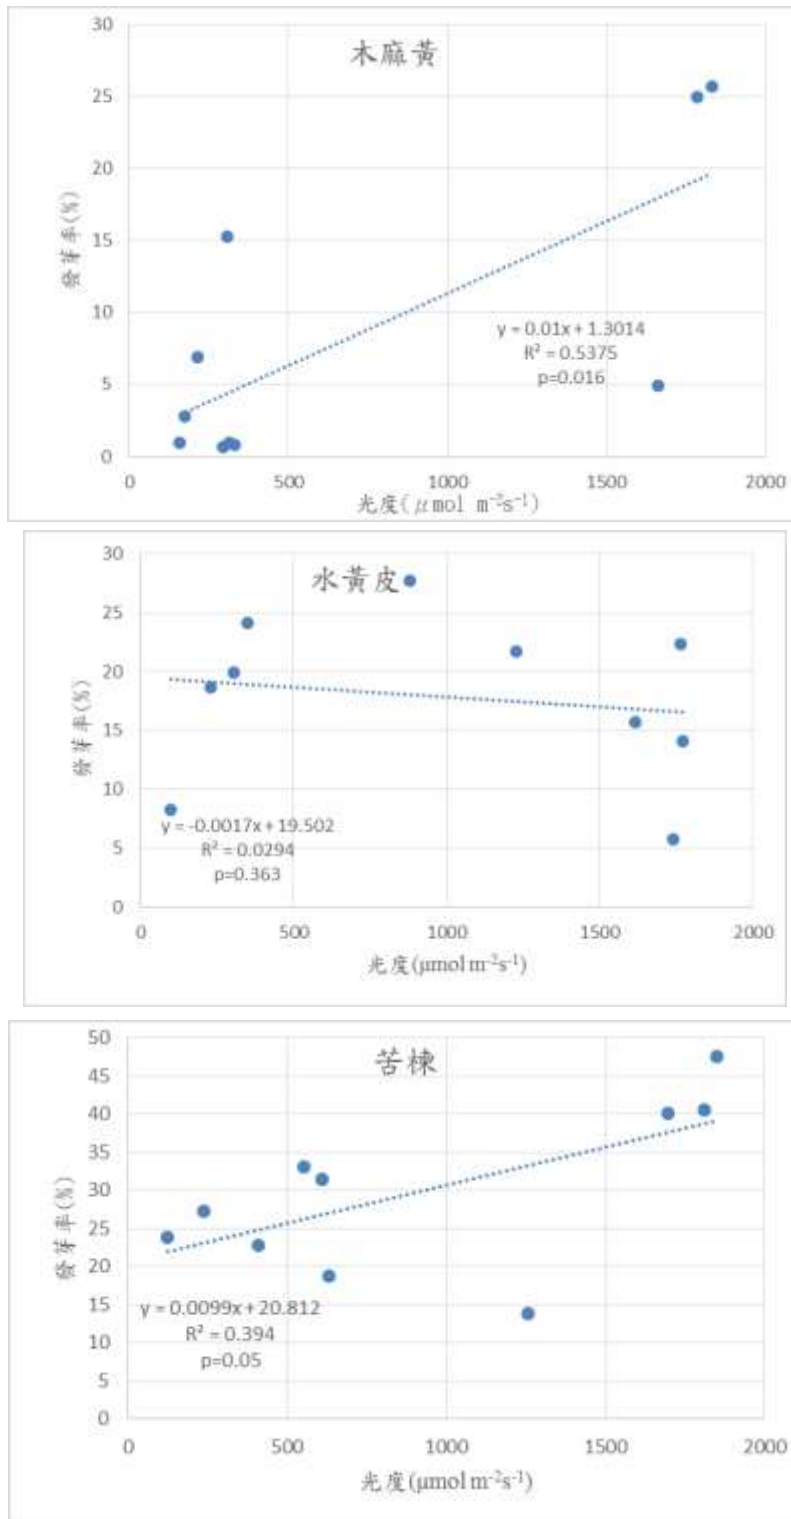 木麻黃
30
25
20
15
10
5
0
發芽率(%)
y = 0.01x + 1.3014
R² = 0.5375
p=0.016
0 500 1000 1500 2000
光度(μmol m⁻²s⁻¹)
水黃皮
30
25
20
15
10
5
0
發芽率(%)
y = -0.0017x + 19.502
R² = 0.0294
p=0.363
0 500 1000 1500 2000
光度(μmol m⁻²s⁻¹)
苦楝
50
45
40
35
30
25
20
15
10
5
0
發芽率(%)
y = 0.0099x + 20.812
R² = 0.394
p=0.05
0 500 1000 1500 2000
光度(μmol m⁻²s⁻¹)